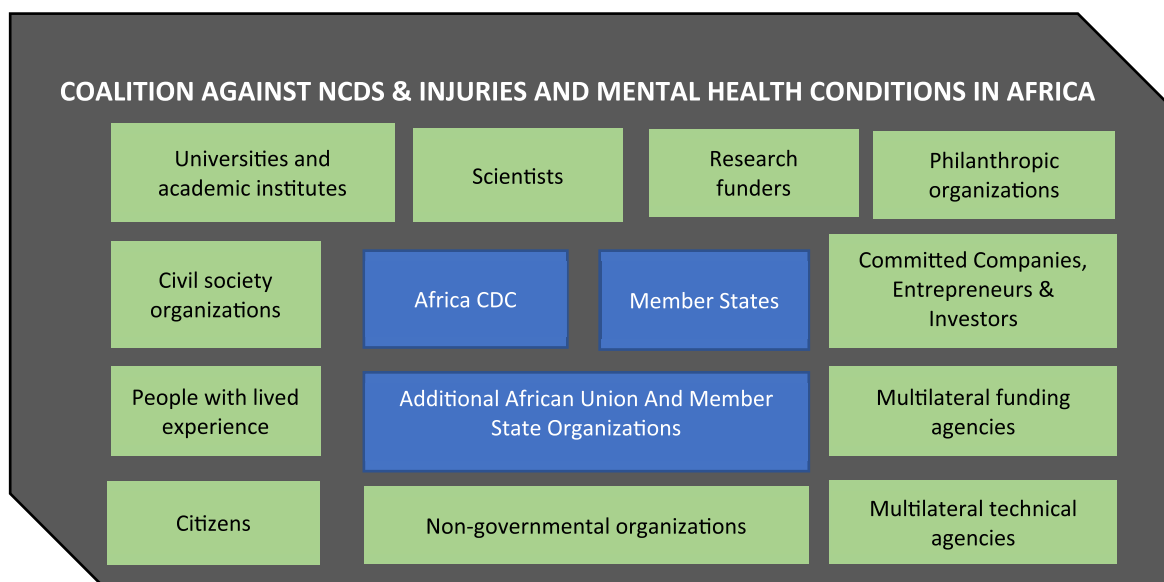 COALITION AGAINST NCDS & INJURIES AND MENTAL HEALTH CONDITIONS IN AFRICA
Universities and
academic institutes
Scientists
Research
funders
Philanthropic
organizations
Civil society
organizations
Africa CDC
Member States
Committed Companies,
Entrepreneurs &
Investors
People with lived
experience
Additional African Union And Member
State Organizations
Multilateral funding
agencies
Citizens
Non-governmental organizations
Multilateral technical
agencies